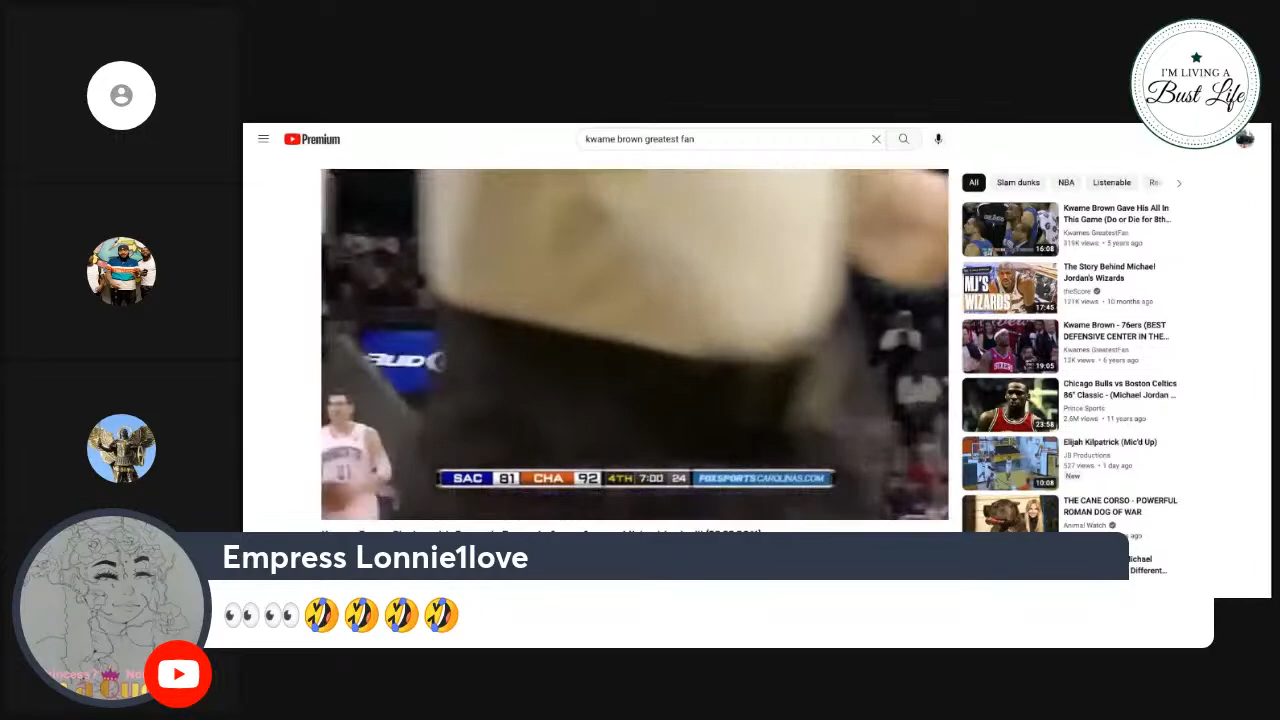 I'M LIVING A
Bust Life
Premium
kwame brown greatest fan
All
Slam dunks
NBA
Listenable
Kwame Brown Gave His All In
This Game (Do or Die for 8th...
Kwames GreatestFan
319K views • 5 years ago
16:08
The Story Behind Michael
Jordan's Wizards
theScore
121K views • 10 months ago
MJ'S
WIZARDS
17:45
Kwame Brown - 76ers (BEST
DEFENSIVE CENTER IN THE...
Kwames GreatestFan
12K views • 6 years ago
19:05
Chicago Bulls vs Boston Celtics
86" Classic - (Michael Jordan ...
Prince Sports
2.6M views • 11 years ago
23:58
Elijah Kilpatrick (Mic'd Up)
JB Productions
527 views • 1 day ago
New
10:08
THE CANE CORSO - POWERFUL
ROMAN DOG OF WAR
Animal Watch
ago
Different...
11
SAC 81 CHA 92 4TH 7:00 24 FOXSPORTSCAROLINAS.COM
Empress Lonnie1love
👀👀🤣🤣🤣🤣